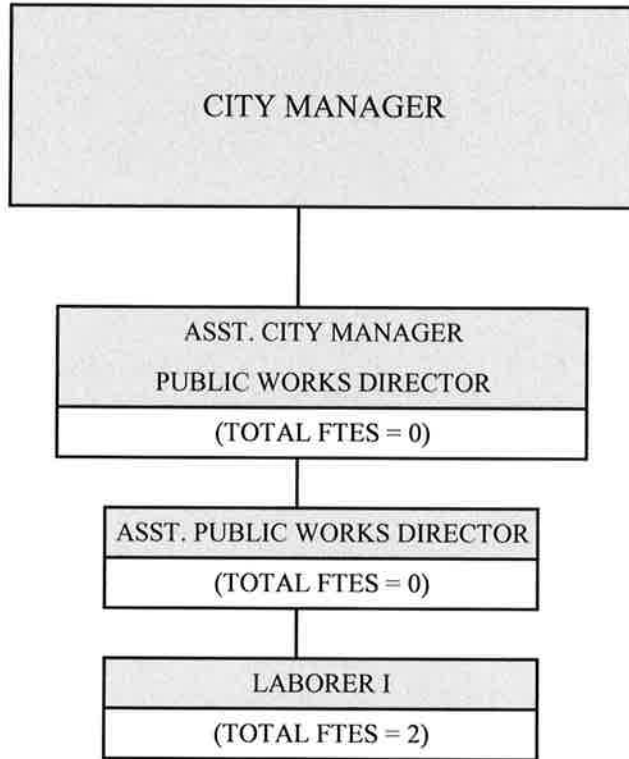 CITY MANAGER
ASST. CITY MANAGER
PUBLIC WORKS DIRECTOR
(TOTAL FTES = 0)
ASST. PUBLIC WORKS DIRECTOR
(TOTAL FTES = 0)
LABORER I
(TOTAL FTES = 2)